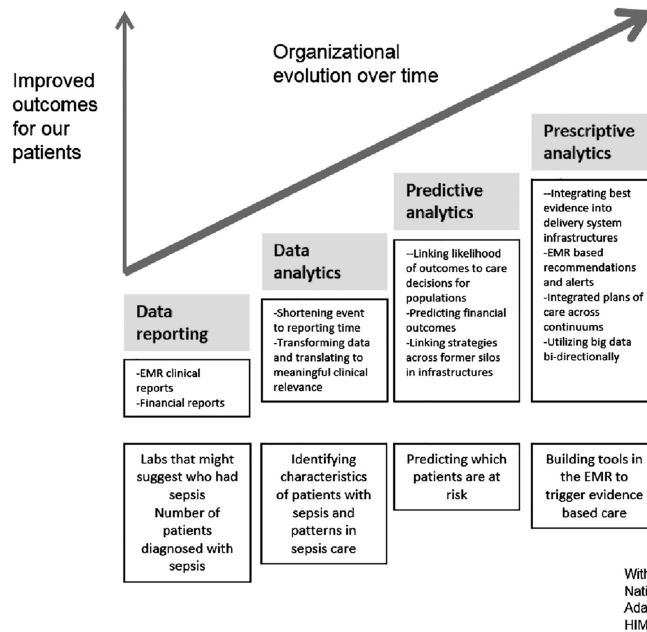 Improved
outcomes
for our
patients
Organizational
evolution over time
Data
reporting
-EMR clinical
reports
-Financial reports
Data
analytics
-Shortening event
to reporting time
-Transforming data
and translating to
meaningful clinical
relevance
Predictive
analytics
--Linking likelihood
of outcomes to care
decisions for
populations
-Predicting financial
outcomes
-Linking strategies
across former silos
in infrastructures
Prescriptive
analytics
--Integrating best
evidence into
delivery system
infrastructures
-EMR based
recommendations
and alerts
-Integrated plans of
care across
continuums
-Utilizing big data
bi-directionally
Labs that might
suggest who had
sepsis
Number of
patients
diagnosed with
sepsis
Identifying
characteristics
of patients with
sepsis and
patterns in
sepsis care
Predicting which
patients are at
risk
Building tools in
the EMR to
trigger evidence
based care
With
Nati
Ada
HIM